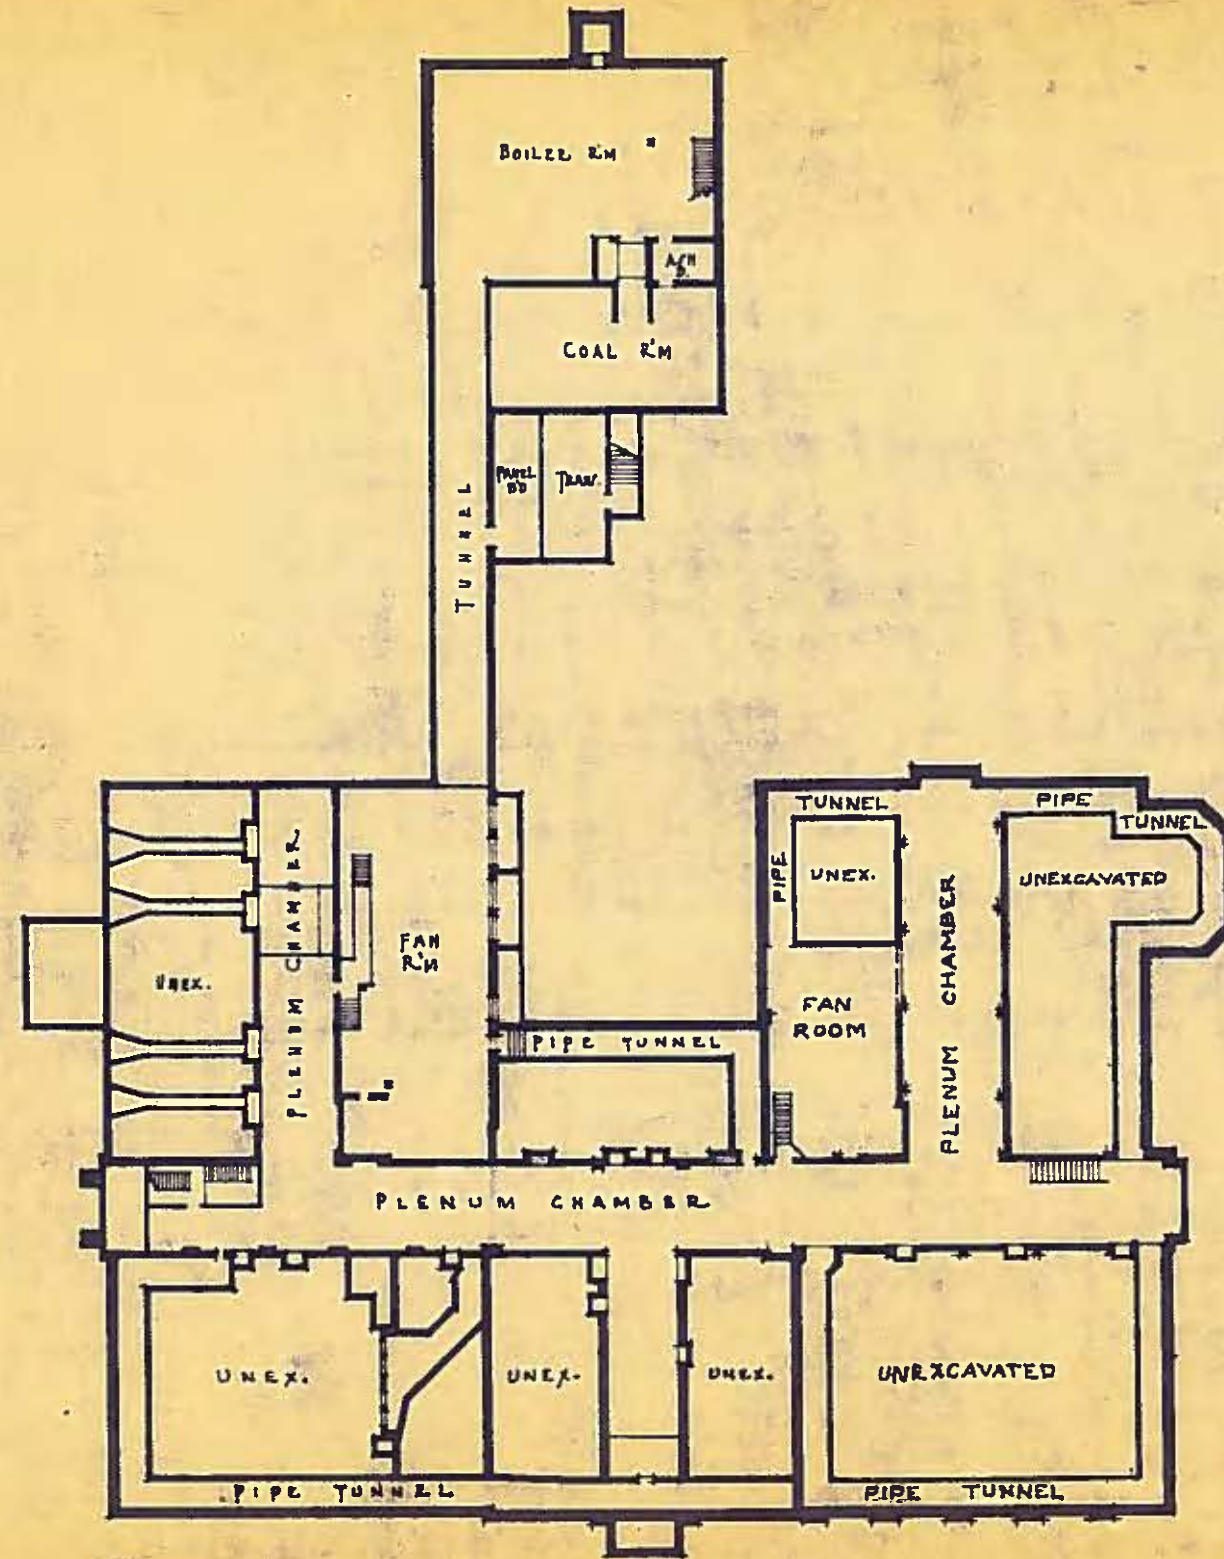 BOILER R'M
ASH
D.
COAL R'M
PANEL
B'D
TRAN.
TUNNEL
TUNNEL
PIPE
TUNNEL
PIPE
UNEX.
UNEXCAVATED
PLENUM CHAMBER
FAN
R'M
UNEX.
PLENUM CHAMBER
FAN
ROOM
PIPE TUNNEL
PLENUM CHAMBER
UNEX.
UNEX.
UNEX.
UNEXCAVATED
PIPE TUNNEL
PIPE TUNNEL